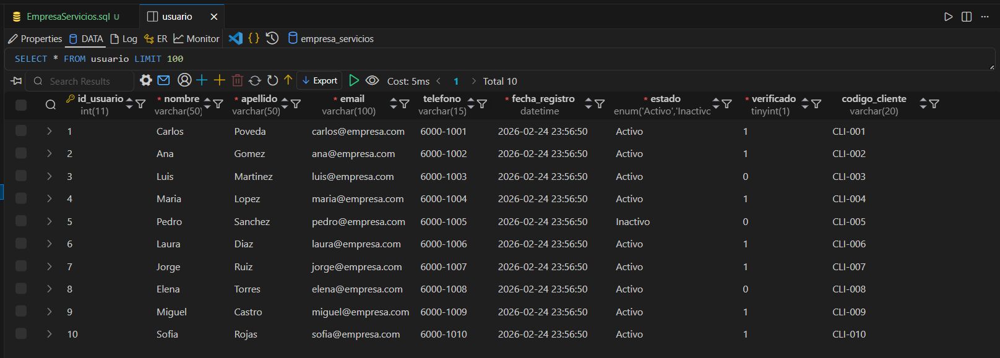 EmpresaServicios.sql U usuario
Properties DATA Log ER Monitor empresa_servicios
SELECT * FROM usuario LIMIT 100
Search Results Export Cost: 5ms 1 Total 10
id_usuario * nombre * apellido * email telefono * fecha_registro * estado * verificado codigo_cliente
int(11) varchar(50) varchar(50) varchar(100) varchar(15) datetime enum('Activo','Inactivo tinyint(1) varchar(20)
1 Carlos Poveda carlos@empresa.com 6000-1001 2026-02-24 23:56:50 Activo 1 CLI-001
2 Ana Gomez ana@empresa.com 6000-1002 2026-02-24 23:56:50 Activo 1 CLI-002
3 Luis Martinez luis@empresa.com 6000-1003 2026-02-24 23:56:50 Activo 0 CLI-003
4 Maria Lopez maria@empresa.com 6000-1004 2026-02-24 23:56:50 Activo 1 CLI-004
5 Pedro Sanchez pedro@empresa.com 6000-1005 2026-02-24 23:56:50 Inactivo 0 CLI-005
6 Laura Diaz laura@empresa.com 6000-1006 2026-02-24 23:56:50 Activo 1 CLI-006
7 Jorge Ruiz jorge@empresa.com 6000-1007 2026-02-24 23:56:50 Activo 1 CLI-007
8 Elena Torres elena@empresa.com 6000-1008 2026-02-24 23:56:50 Activo 0 CLI-008
9 Miguel Castro miguel@empresa.com 6000-1009 2026-02-24 23:56:50 Activo 1 CLI-009
10 Sofia Rojas sofia@empresa.com 6000-1010 2026-02-24 23:56:50 Activo 1 CLI-010